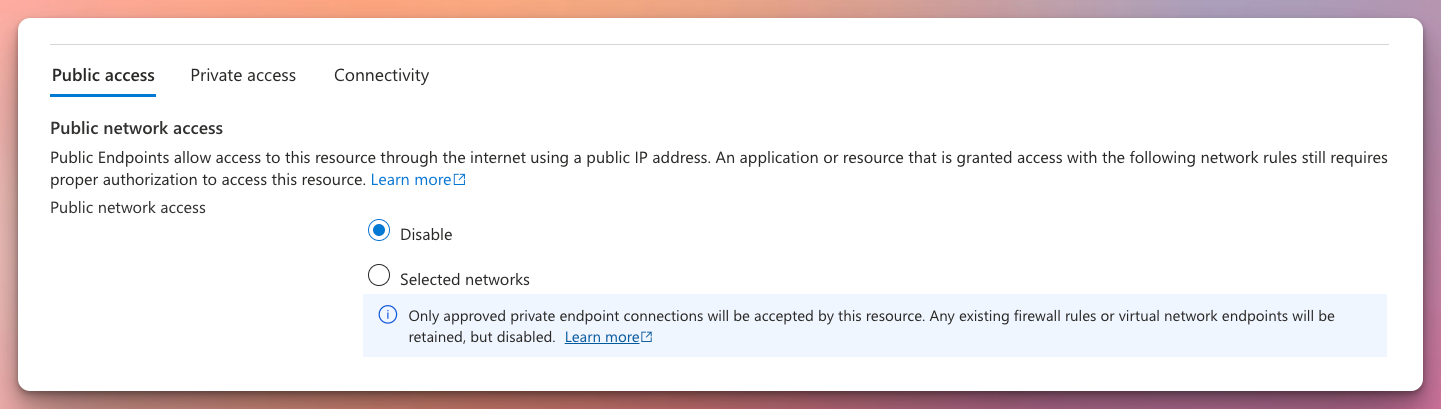 Public access Private access Connectivity
Public network access
Public Endpoints allow access to this resource through the internet using a public IP address. An application or resource that is granted access with the following network rules still requires
proper authorization to access this resource. Learn more
Public network access
Disable
Selected networks
Only approved private endpoint connections will be accepted by this resource. Any existing firewall rules or virtual network endpoints will be
retained, but disabled. Learn more